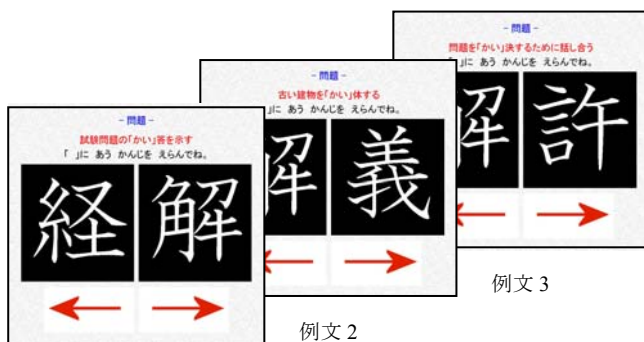 - 問題 -
試験問題の「かい」答を示す
「 」に あう かんじを えらんでね。
経 解
- 問題 -
古い建物を「かい」体する
」に あう かんじを えらんでね。
解 義
例文 2
- 問題 -
問題を「かい」決するために話し合う
」に あう かんじを えらんでね。
解 許
例文 3